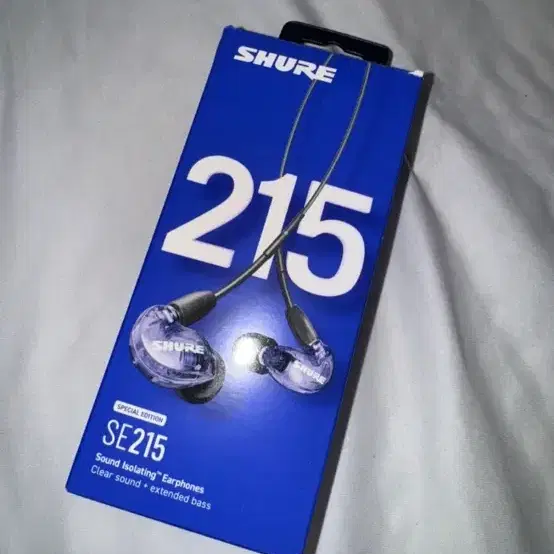 SHURE
215
SHURE
SHURE
SPECIAL EDITION
SE215
Sound Isolating™ Earphones
Clear sound + extended bass